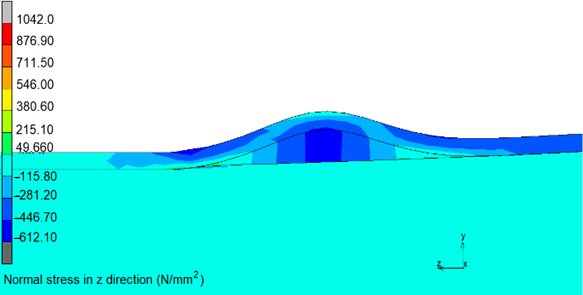 1042.0
876.90
711.50
546.00
380.60
215.10
49.660
-115.80
-281.20
-446.70
-612.10
y
z
x
Normal stress in z direction (N/mm²)